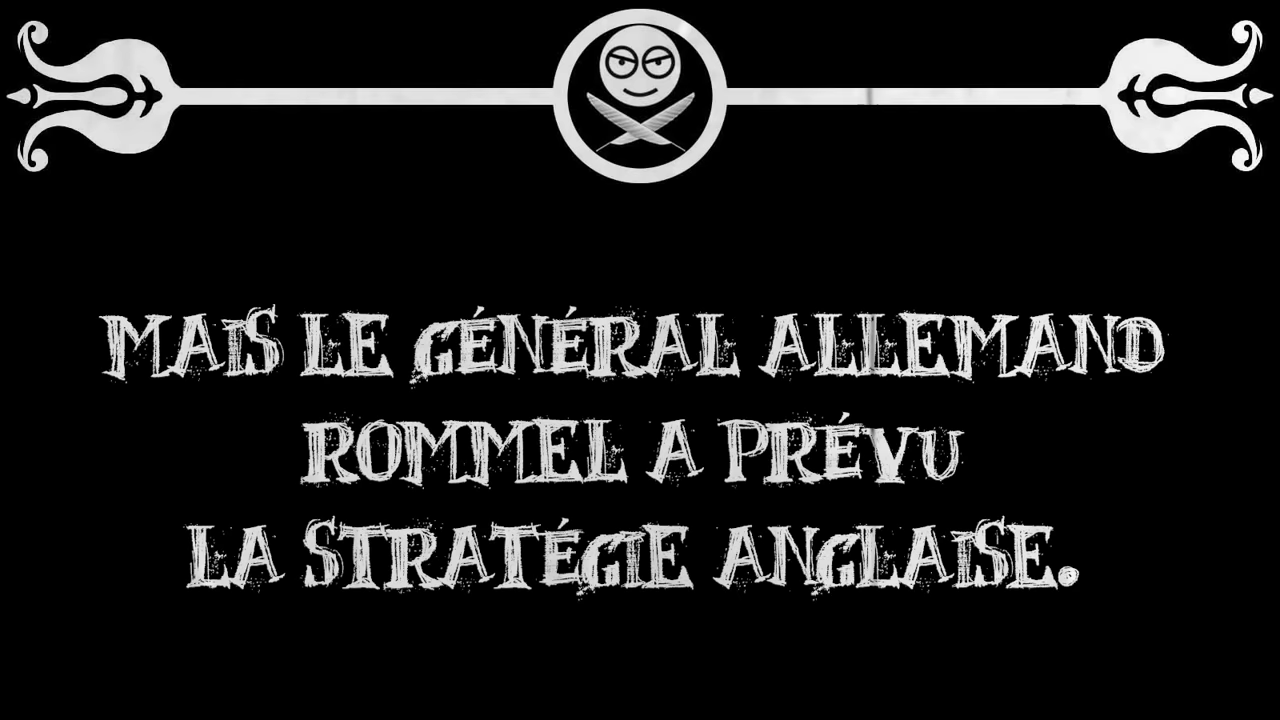 MAIS LE GÉNÉRAL ALLEMAND
ROMMEL A PRÉVU
LA STRATÉGIE ANGLAISE.